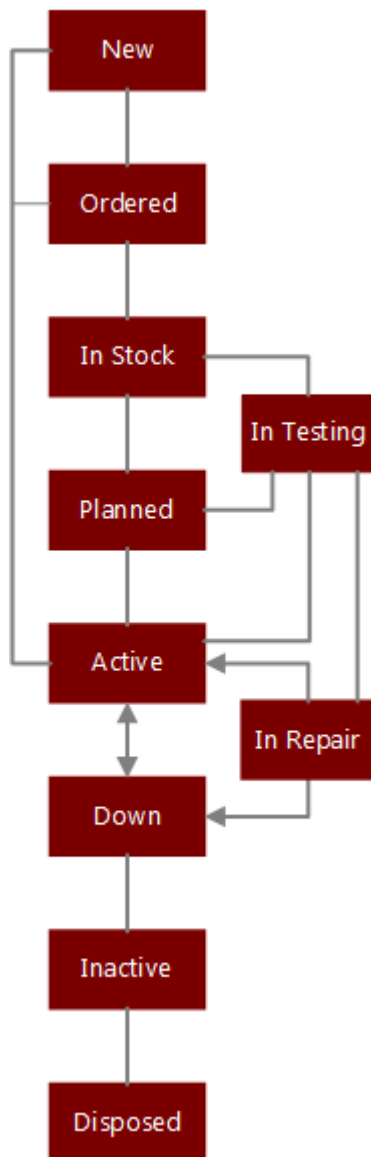 New
Ordered
In Stock
In Testing
Planned
Active
In Repair
Down
Inactive
Disposed